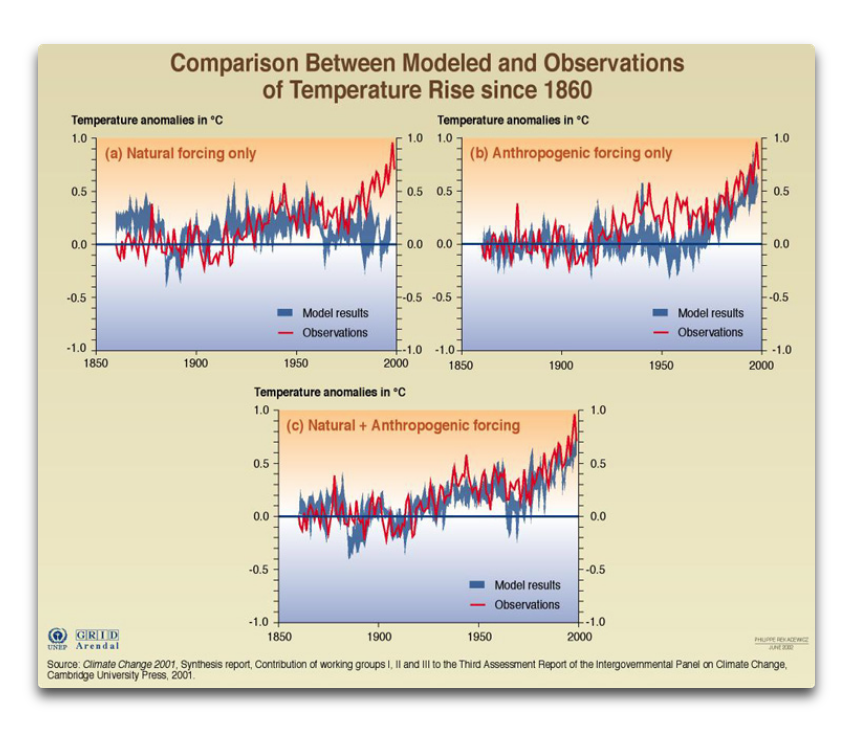 Comparison Between Modeled and Observations
of Temperature Rise since 1860
Temperature anomalies in °C
1.0
0.5
0.0
-0.5
-1.0
1.0
0.5
0.0
-0.5
-1.0
(a) Natural forcing only
Model results
Observations
1850
1900
1950
2000
Temperature anomalies in °C
1.0
0.5
0.0
-0.5
-1.0
1.0
0.5
0.0
-0.5
-1.0
(b) Anthropogenic forcing only
Model results
Observations
1850
1900
1950
2000
Temperature anomalies in °C
1.0
0.5
0.0
-0.5
-1.0
1.0
0.5
0.0
-0.5
-1.0
(c) Natural + Anthropogenic forcing
Model results
Observations
1850
1900
1950
2000
UNEP
GRID
Arendal
PHILIPPE
JUNE 2002
Source: Climate Change 2001, Synthesis report, Contribution of working groups I, II and III to the Third Assessment Report of the Intergovernmental Panel on Climate Change,
Cambridge University Press, 2001.